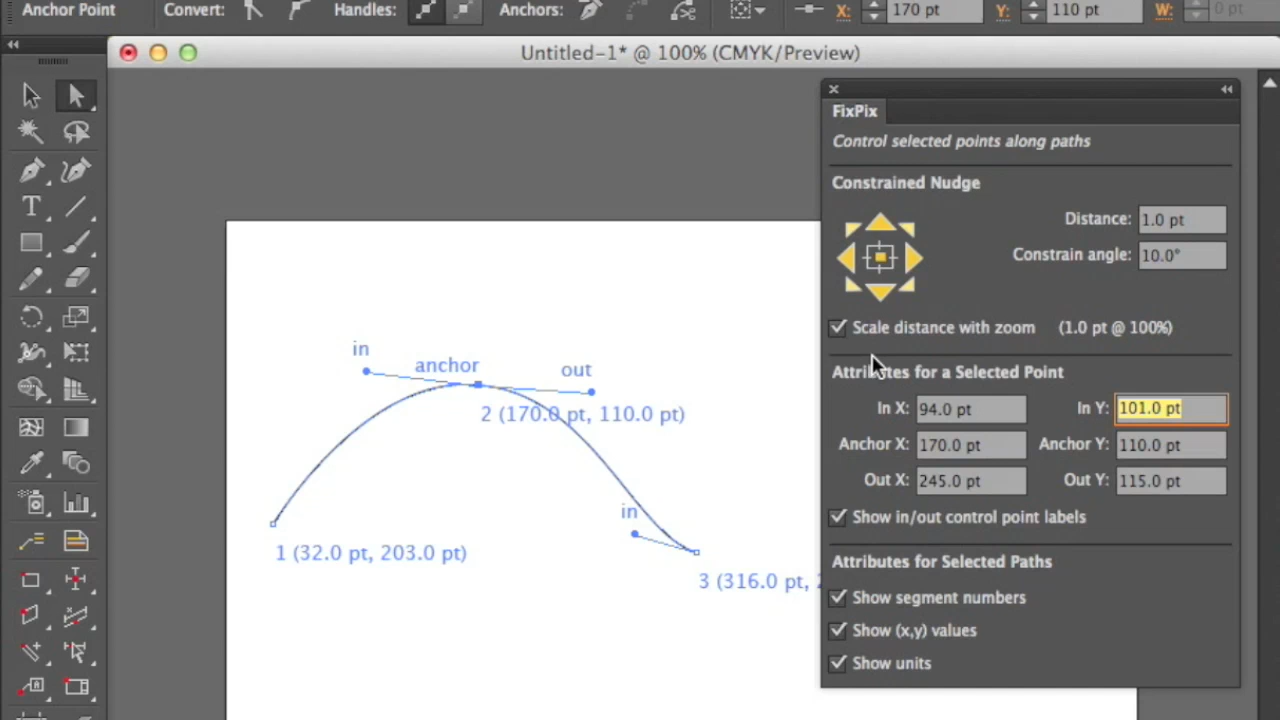 Anchor Point Convert: Handles: Anchors: X: 170 pt Y: 110 pt W: 0 pt
Untitled-1* @ 100% (CMYK/Preview)
FixPix
Control selected points along paths
Constrained Nudge
Distance: 1.0 pt
Constrain angle: 10.0°
Scale distance with zoom (1.0 pt @ 100%)
Attributes for a Selected Point
In X: 94.0 pt In Y: 101.0 pt
Anchor X: 170.0 pt Anchor Y: 110.0 pt
Out X: 245.0 pt Out Y: 115.0 pt
Show in/out control point labels
Attributes for Selected Paths
Show segment numbers
Show (x,y) values
Show units
in
anchor
out
2 (170.0 pt, 110.0 pt)
in
1 (32.0 pt, 203.0 pt)
3 (316.0 pt,